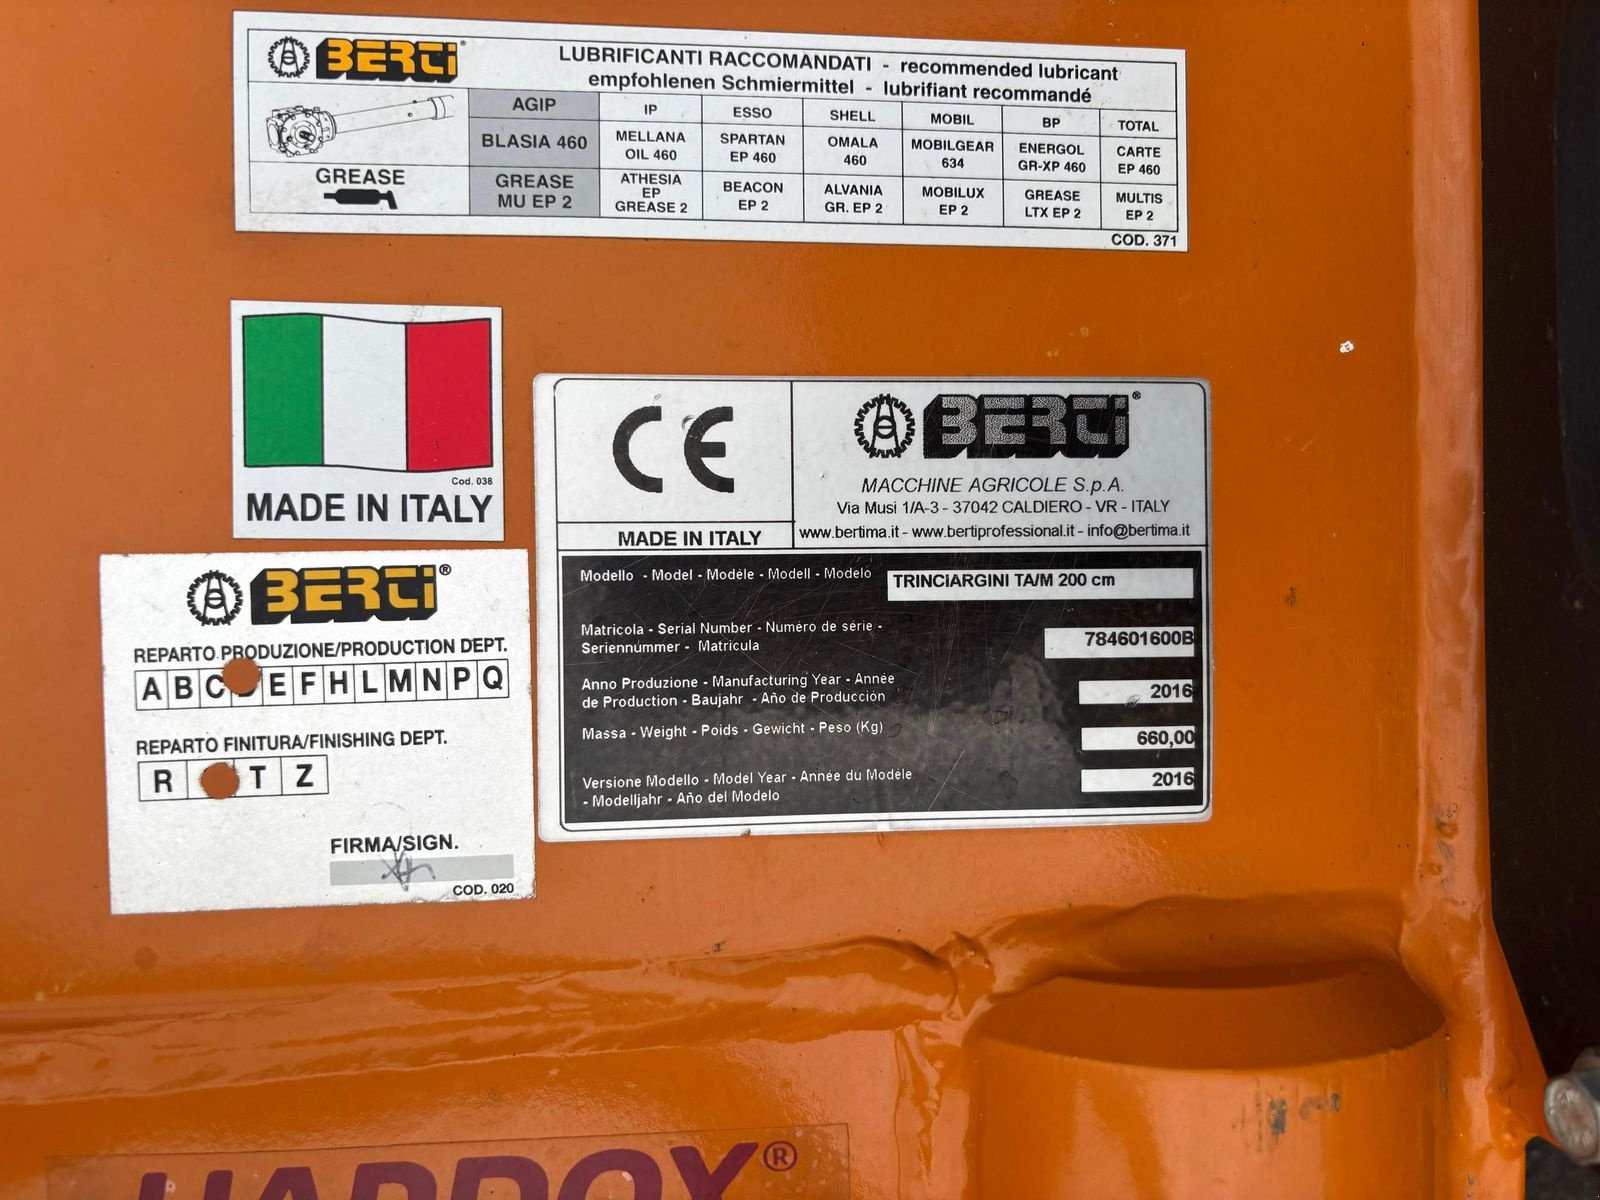 BERTI®
LUBRIFICANTI RACCOMANDATI - recommended lubricant
empfohlenen Schmiermittel - lubrifiant recommandé
AGIP IP ESSO SHELL MOBIL BP TOTAL
BLASIA 460 MELLANA OIL 460 SPARTAN EP 460 OMALA 460 MOBILGEAR 634 ENERGOL GR-XP 460 CARTE EP 460
GREASE GREASE MU EP 2 ATHESIA EP GREASE 2 BEACON EP 2 ALVANIA GR. EP 2 MOBILUX EP 2 GREASE LTX EP 2 MULTIS EP 2
COD. 371
Cod. 038
MADE IN ITALY
BERTI®
REPARTO PRODUZIONE/PRODUCTION DEPT.
A B C E F H L M N P Q
REPARTO FINITURA/FINISHING DEPT.
R T Z
FIRMA/SIGN.
COD. 020
CE
MADE IN ITALY
BERTI®
MACCHINE AGRICOLE S.p.A.
Via Musi 1/A-3 - 37042 CALDIERO - VR - ITALY
www.bertima.it - www.bertiprofessional.it - info@bertima.it
Modello - Model - Modèle - Modell - Modelo TRINCIARGINI TA/M 200 cm
Matricola - Serial Number - Numéro de série -
Seriennummer - Matrícula 784601600B
Anno Produzione - Manufacturing Year - Année
de Production - Baujahr - Año de Producción 2016
Massa - Weight - Poids - Gewicht - Peso (Kg) 660,00
Versione Modello - Model Year - Année du Modèle
- Modelljahr - Año del Modelo 2016